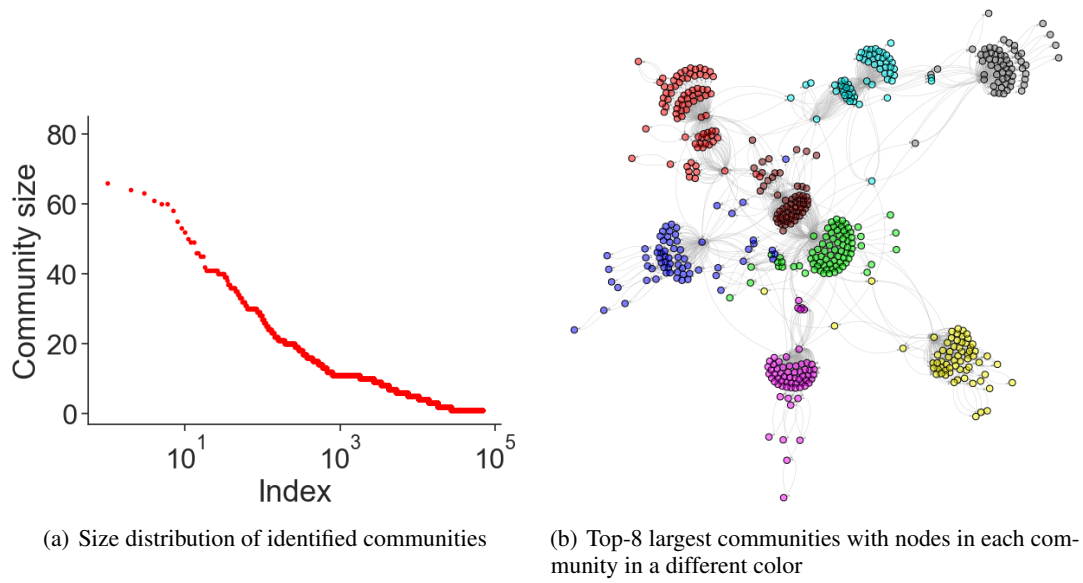 Community size
80
60
40
20
0
10^1
10^3
10^5
Index
(a) Size distribution of identified communities
(b) Top-8 largest communities with nodes in each com-
munity in a different color